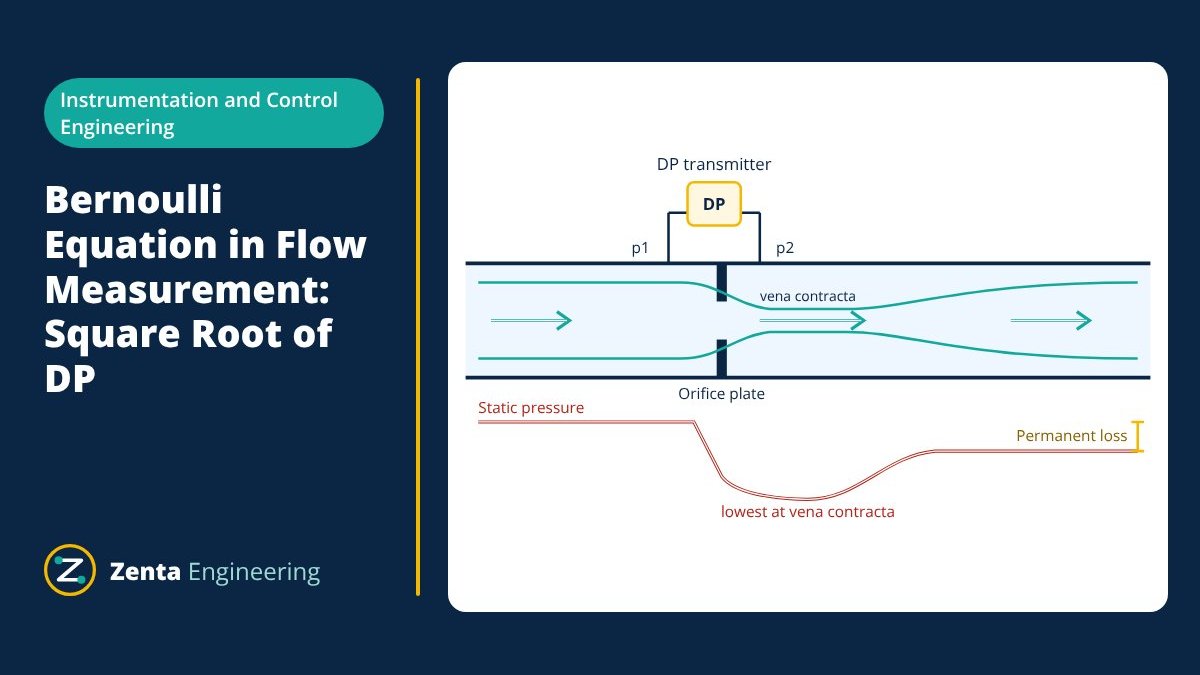 Instrumentation and Control
Engineering
Bernoulli
Equation in Flow
Measurement:
Square Root of
DP
Zenta Engineering
DP transmitter
DP
p1
p2
vena contracta
Orifice plate
Static pressure
Permanent loss
lowest at vena contracta